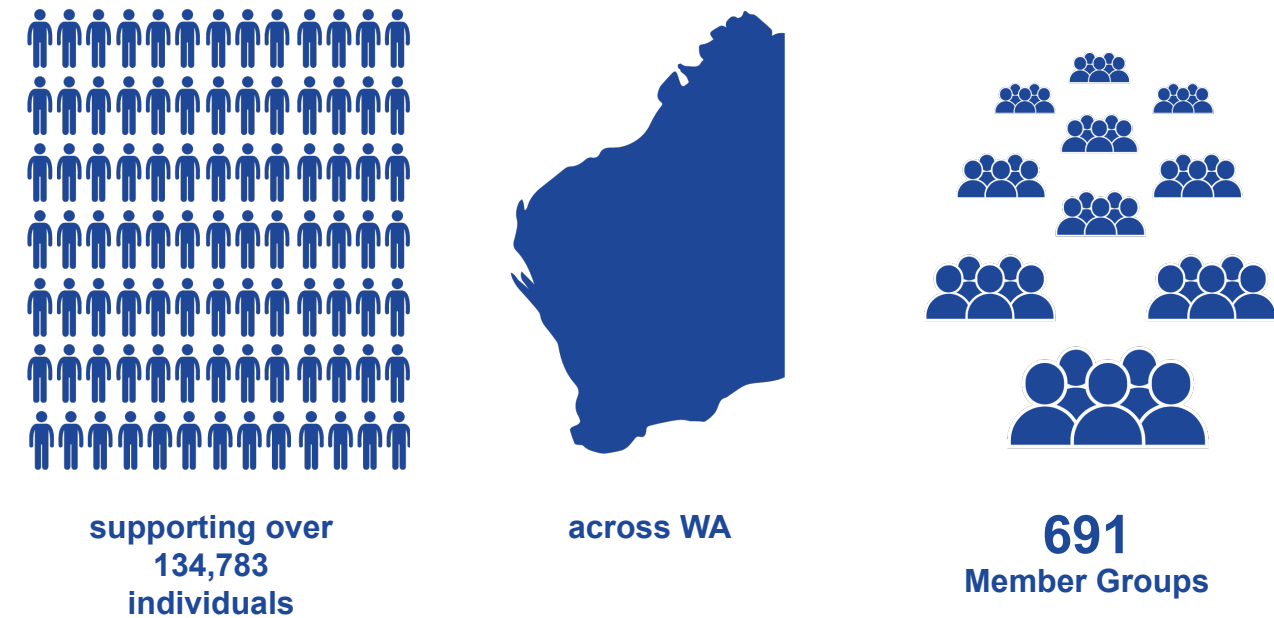 supporting over
134,783
individuals
across WA
691
Member Groups